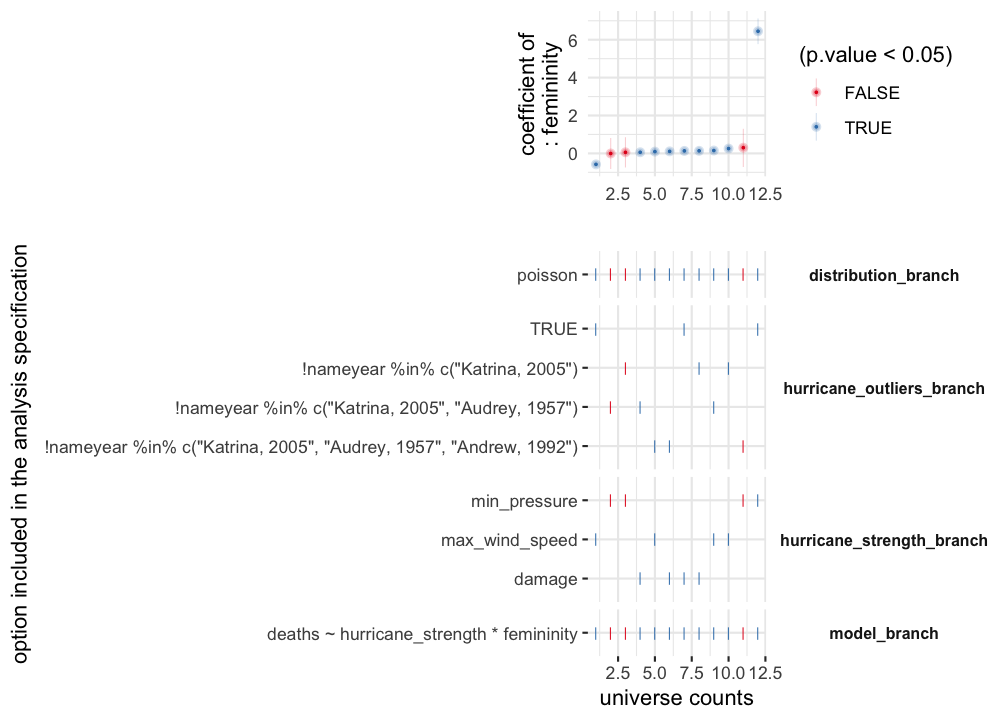 coefficient of
: femininity
6
4
2
0
2.5 5.0 7.5 10.0 12.5
(p.value < 0.05)
FALSE
TRUE
option included in the analysis specification
poisson
distribution_branch
TRUE
!nameyear %in% c("Katrina, 2005")
!nameyear %in% c("Katrina, 2005", "Audrey, 1957")
!nameyear %in% c("Katrina, 2005", "Audrey, 1957", "Andrew, 1992")
hurricane_outliers_branch
min_pressure
max_wind_speed
damage
hurricane_strength_branch
deaths ~ hurricane_strength * femininity
model_branch
2.5 5.0 7.5 10.0 12.5
universe counts